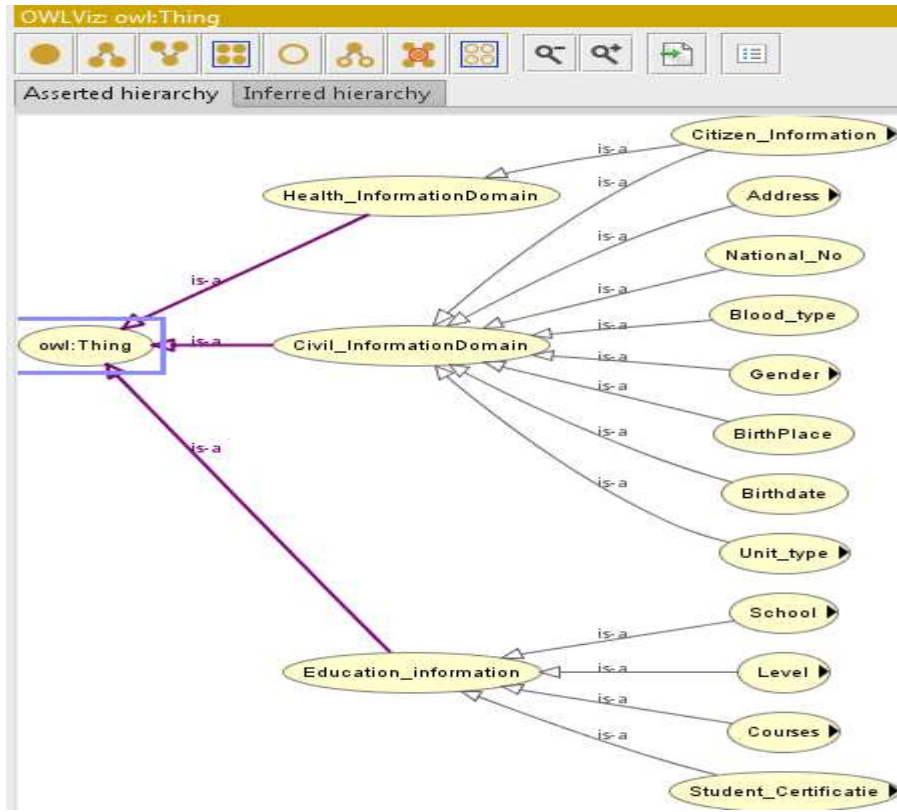 OWLViz: owl:Thing
Asserted hierarchy
Inferred hierarchy
Citizen_Information
is-a
Health_InformationDomain
is-a
Address
is-a
National_No
is-a
is-a
Blood_type
is-a
owl:Thing
is-a
Civil_InformationDomain
is-a
Gender
is-a
BirthPlace
is-a
is-a
Birthdate
is-a
Unit_type
School
is-a
Education_information
is-a
Level
is-a
Courses
is-a
Student_Certificatie